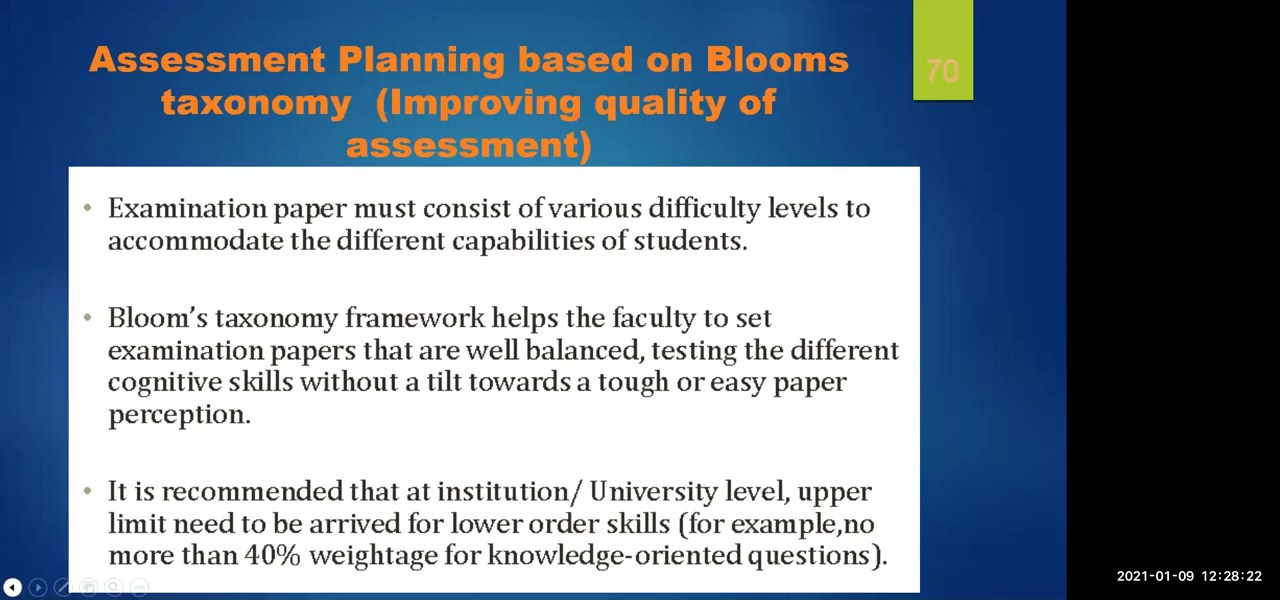 Assessment Planning based on Blooms
taxonomy (Improving quality of
assessment)
70
• Examination paper must consist of various difficulty levels to
accommodate the different capabilities of students.
• Bloom’s taxonomy framework helps the faculty to set
examination papers that are well balanced, testing the different
cognitive skills without a tilt towards a tough or easy paper
perception.
• It is recommended that at institution/ University level, upper
limit need to be arrived for lower order skills (for example,no
more than 40% weightage for knowledge-oriented questions).
2021-01-09 12:28:22